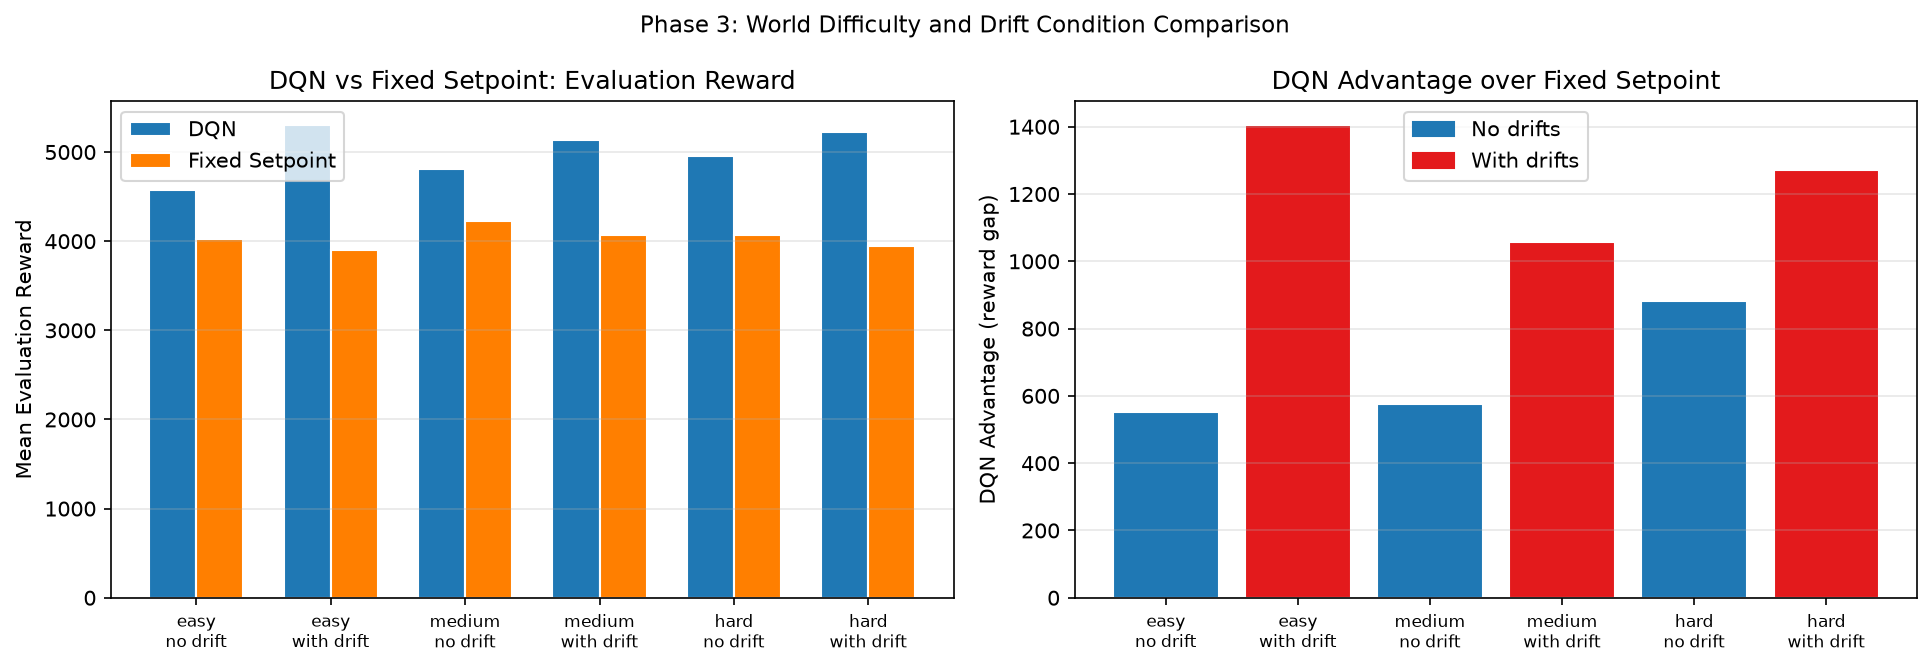 Phase 3: World Difficulty and Drift Condition Comparison
DQN vs Fixed Setpoint: Evaluation Reward
DQN
Fixed Setpoint
Mean Evaluation Reward
5000
4000
3000
2000
1000
0
easy
no drift
easy
with drift
medium
no drift
medium
with drift
hard
no drift
hard
with drift
DQN Advantage over Fixed Setpoint
No drifts
With drifts
DQN Advantage (reward gap)
1400
1200
1000
800
600
400
200
0
easy
no drift
easy
with drift
medium
no drift
medium
with drift
hard
no drift
hard
with drift